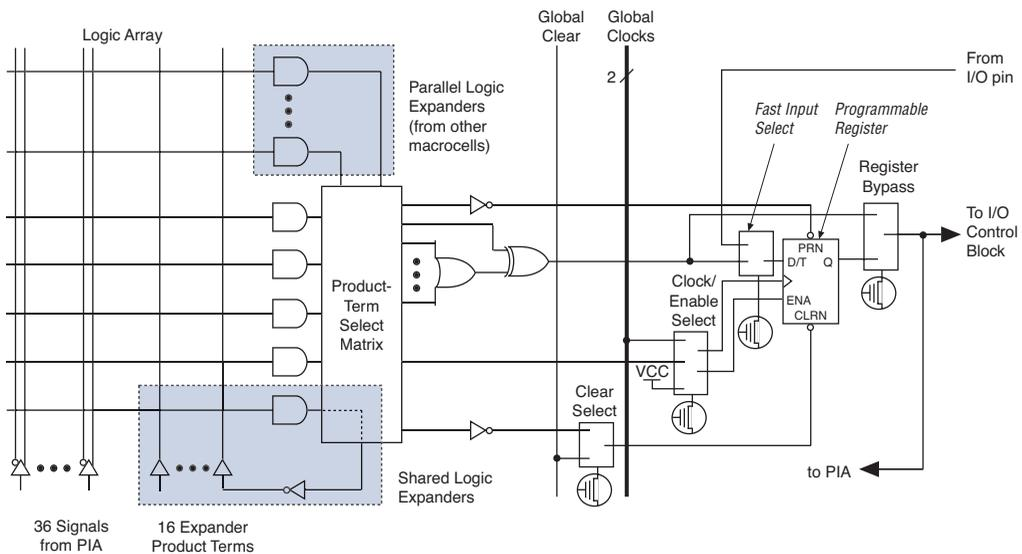 Logic Array
Global
Clear
Global
Clocks
2
From
I/O pin
Parallel Logic
Expanders
(from other
macrocells)
Fast Input
Select
Programmable
Register
Register
Bypass
To I/O
Control
Block
PRN
D/T
Q
ENA
CLRN
Clock/
Enable
Select
Product-
Term
Select
Matrix
VCC
Clear
Select
to PIA
Shared Logic
Expanders
36 Signals
from PIA
16 Expander
Product Terms